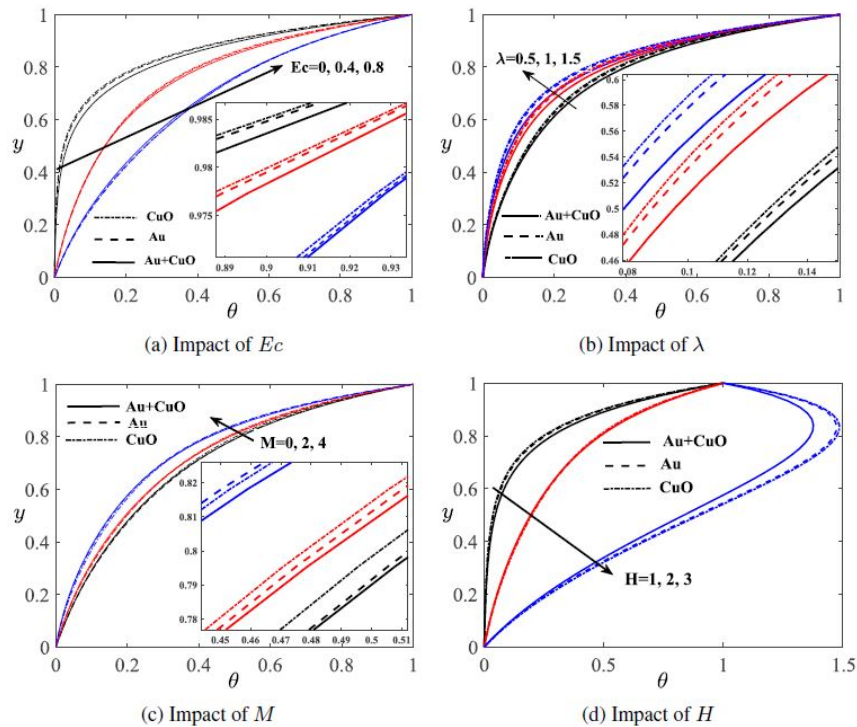 1
0.8
0.6
0.4
0.2
0
y
0 0.2 0.4 0.6 0.8 1
θ
Ec=0, 0.4, 0.8
CuO
Au
Au+CuO
0.985
0.98
0.975
0.89 0.9 0.91 0.92 0.93
(a) Impact of Ec
1
0.8
0.6
0.4
0.2
0
y
0 0.2 0.4 0.6 0.8 1
θ
λ=0.5, 1, 1.5
Au+CuO
Au
CuO
0.6
0.58
0.56
0.54
0.52
0.5
0.48
0.46
0.08 0.1 0.12 0.14
(b) Impact of λ
1
0.8
0.6
0.4
0.2
0
y
0 0.2 0.4 0.6 0.8 1
θ
Au+CuO
Au
CuO
M=0, 2, 4
0.82
0.81
0.8
0.79
0.78
0.45 0.46 0.47 0.48 0.49 0.5 0.51
(c) Impact of M
1
0.8
0.6
0.4
0.2
0
y
0 0.5 1 1.5
θ
Au+CuO
Au
CuO
H=1, 2, 3
(d) Impact of H